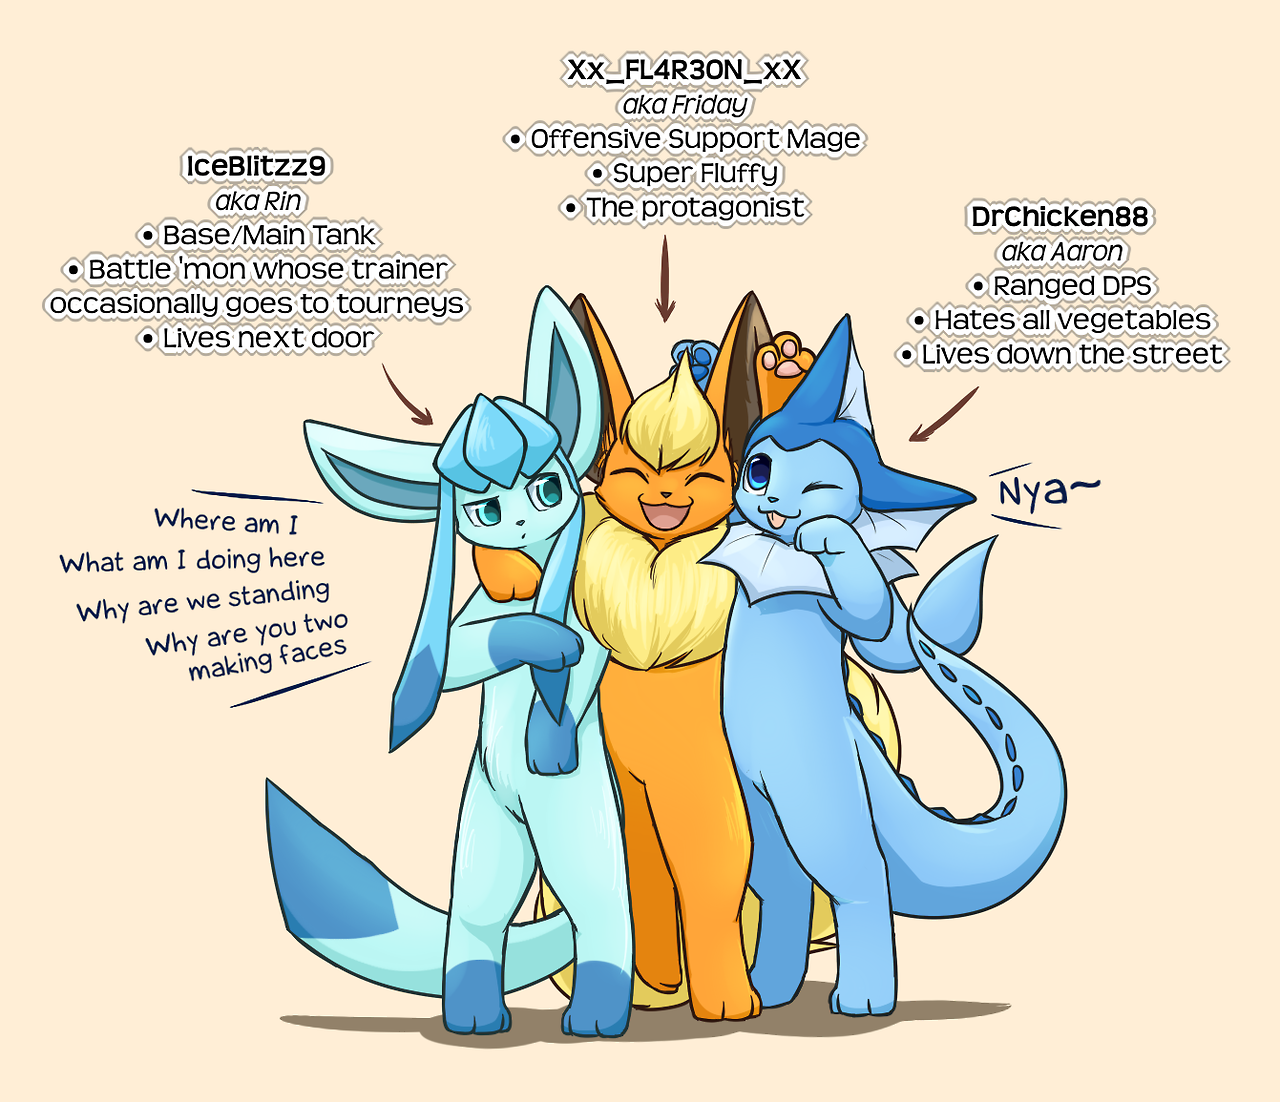 Xx_FL4R30N_xX
aka Friday
• Offensive Support Mage
• Super Fluffy
• The protagonist
IceBlitzz9
aka Rin
• Base/Main Tank
• Battle 'mon whose trainer
occasionally goes to tourneys
• Lives next door
DrChicken88
aka Aaron
• Ranged DPS
• Hates all vegetables
• Lives down the street
Where am I
What am I doing here
Why are we standing
Why are you two
making faces
Nya~